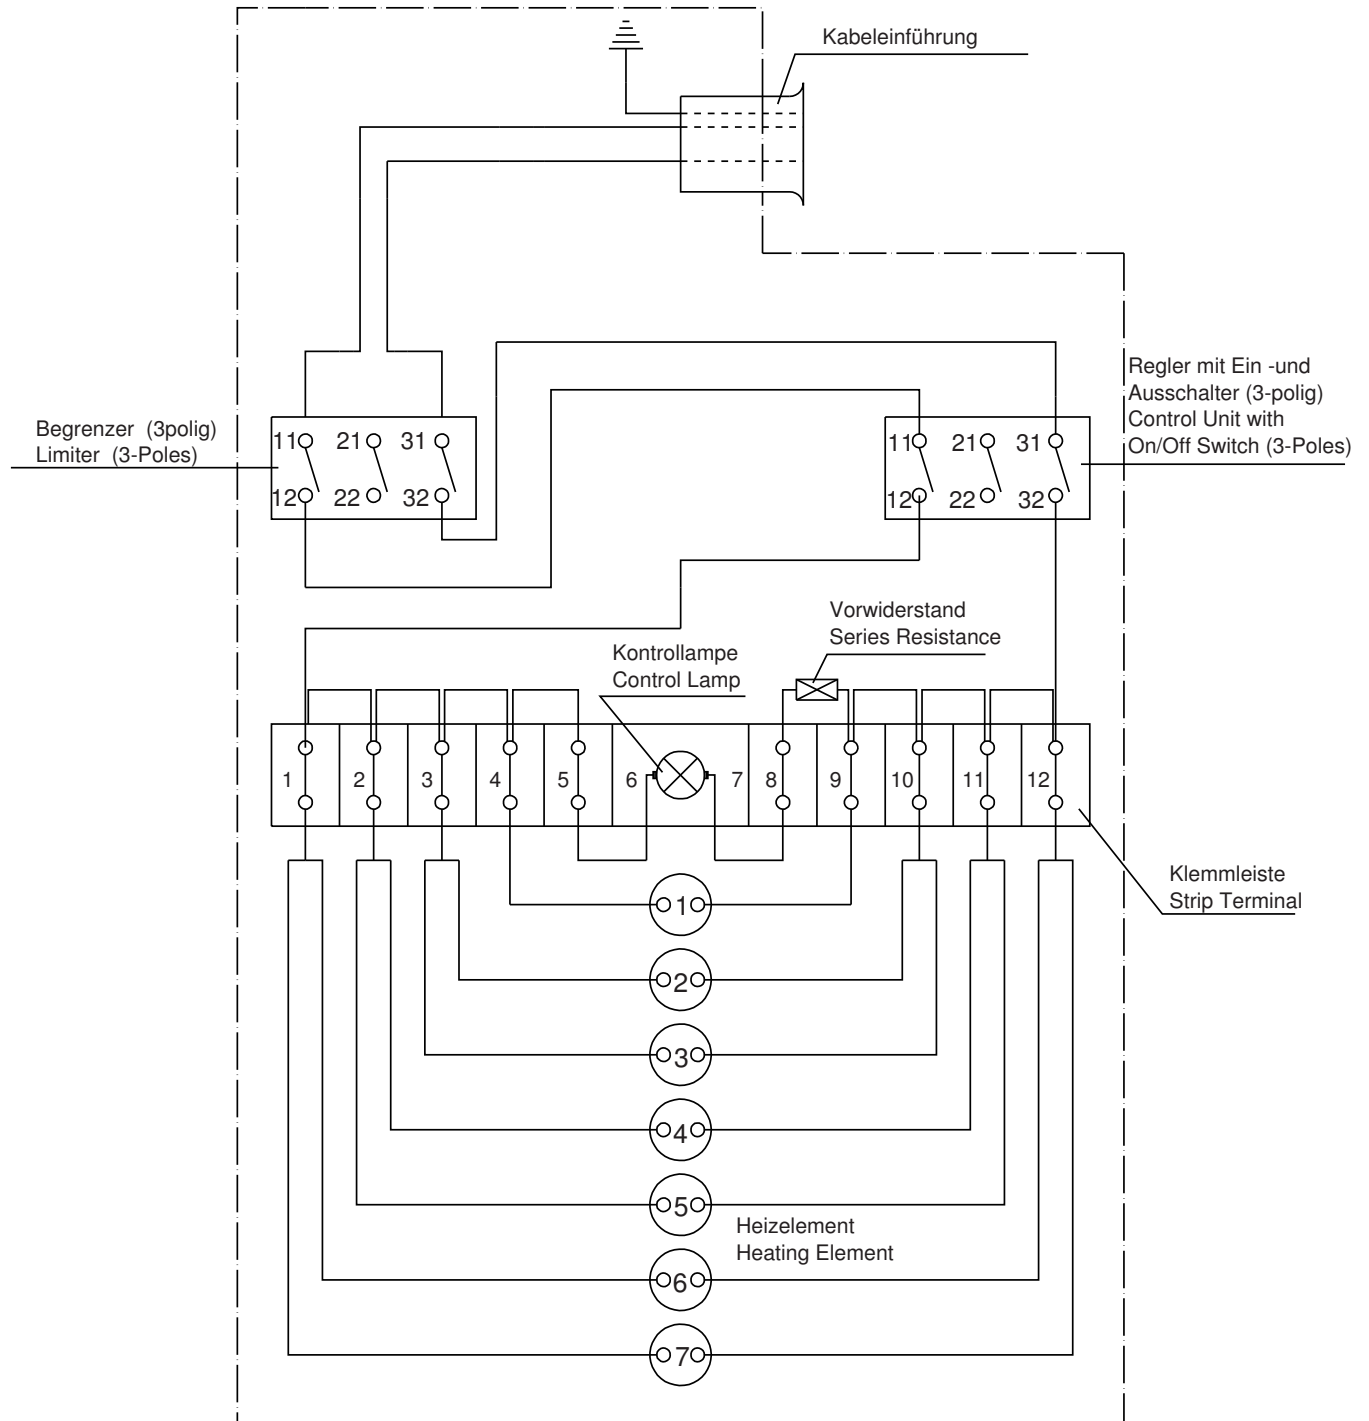 Kabeleinführung
Regler mit Ein -und
Ausschalter (3-polig)
Control Unit with
On/Off Switch (3-Poles)
Begrenzer (3polig)
Limiter (3-Poles)
11 21 31
12 22 32
11 21 31
12 22 32
Vorwiderstand
Series Resistance
Kontrollampe
Control Lamp
1 2 3 4 5 6 7 8 9 10 11 12
Klemmleiste
Strip Terminal
1
2
3
4
5
Heizelement
Heating Element
6
7